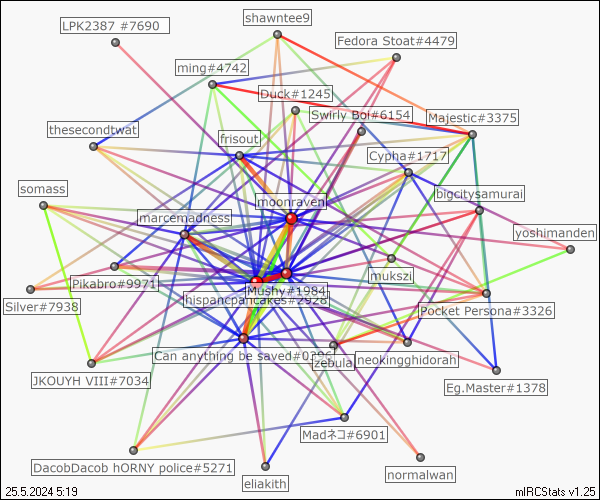 shawntee9
LPK2387 #7690
Fedora Stoat#4479
ming#4742
Duck#1245
Swirly Boi#6154
Majestic#3375
thesecondtwat
frisout
Cypha#1717
somass
moonraven
bigcitysamurai
marcemadness
yoshimanden
mukszi
Pikabro#9971
Mushy#1984
hispancpancakes#2928
Silver#7938
Pocket Persona#3326
Can anything be saved#0396
zebula
neokingghidorah
JKOUYH VIII#7034
Eg.Master#1378
Madネコ#6901
DacobDacob hORNY police#5271
normalwan
eliakith
25.5.2024 5:19
mIRCStats v1.25